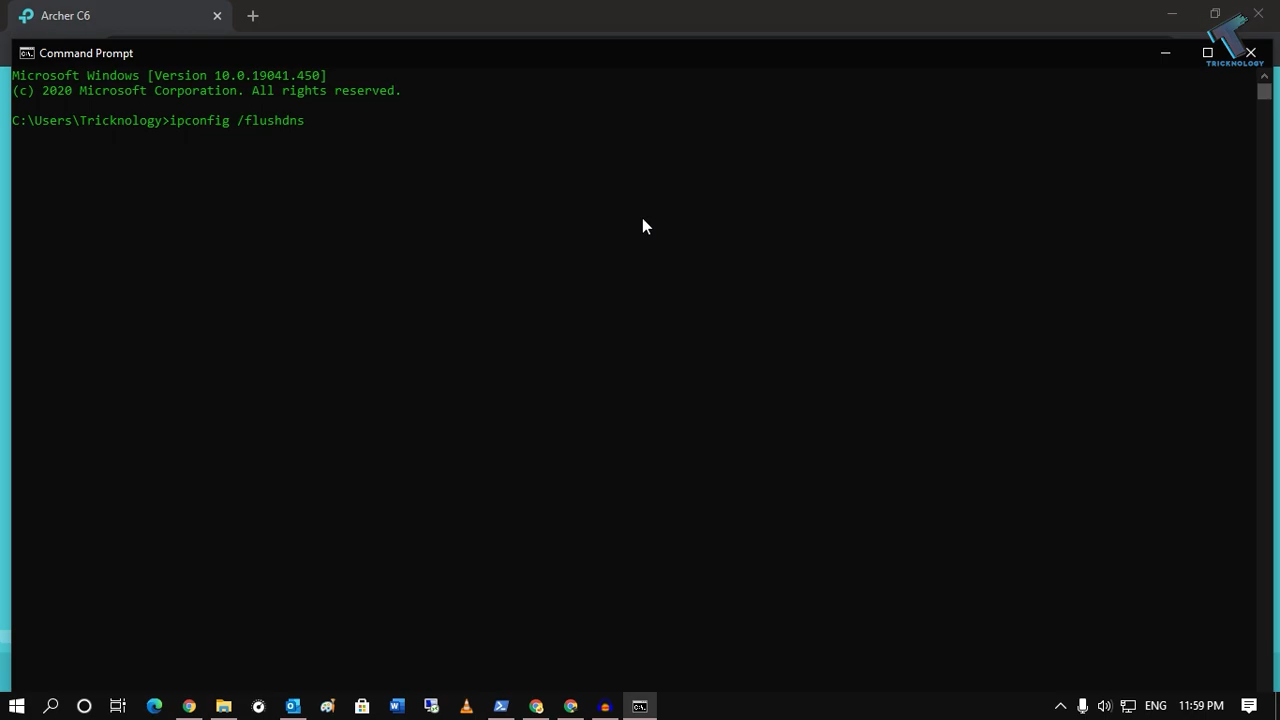 Archer C6
TRICKNOLOGY
Command Prompt
Microsoft Windows [Version 10.0.19041.450]
(c) 2020 Microsoft Corporation. All rights reserved.
C:\Users\Tricknology>ipconfig /flushdns
ENG
11:59 PM